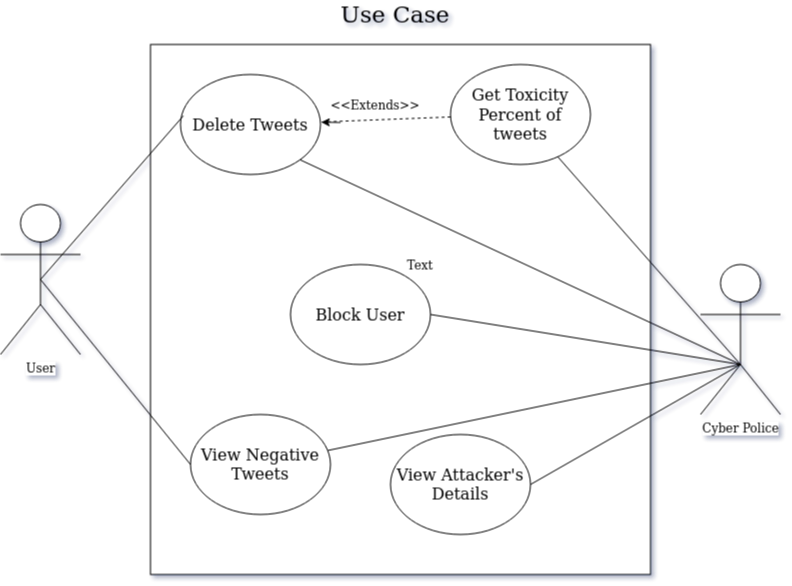 Use Case
<<Extends>>
Get Toxicity
Percent of
tweets
Delete Tweets
Text
Block User
User
Cyber Police
View Negative
Tweets
View Attacker's
Details